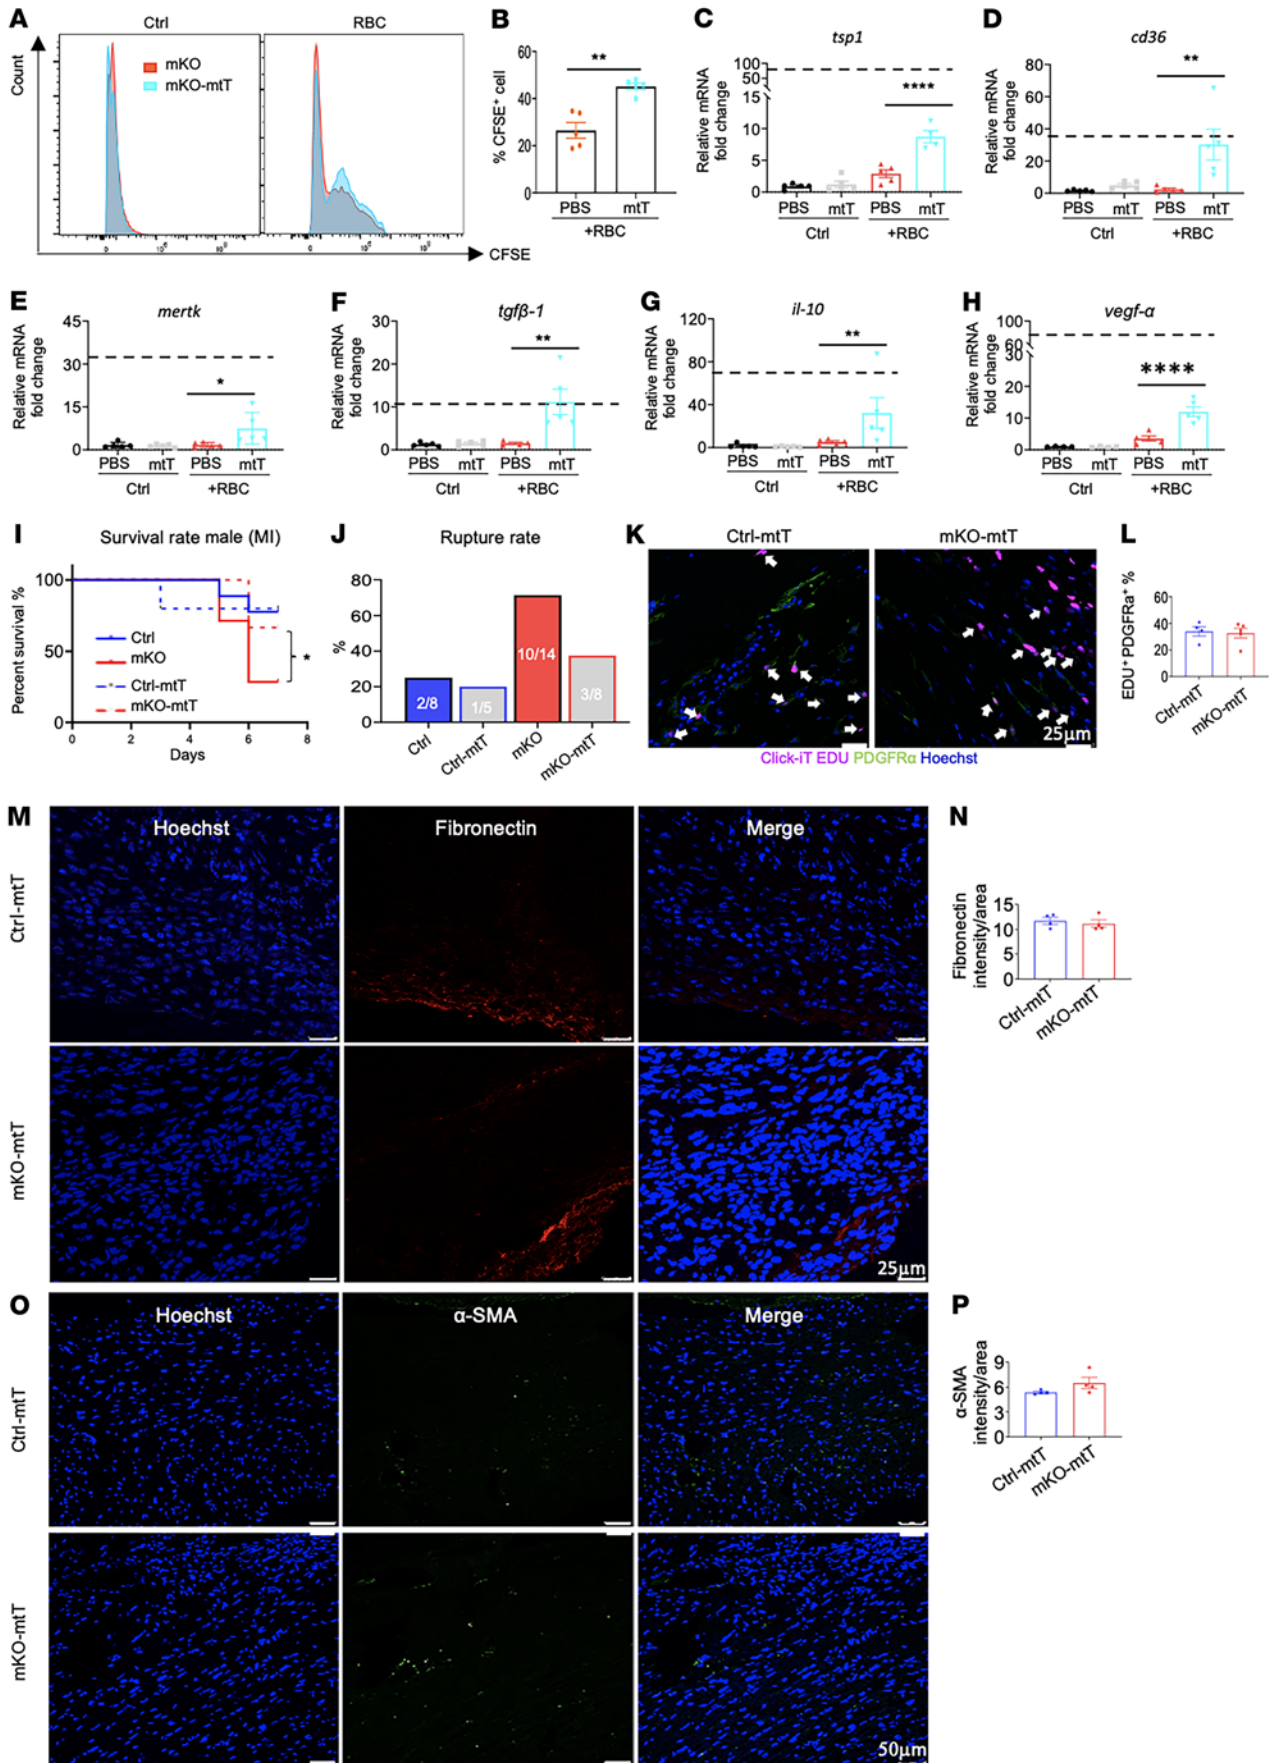 A
Ctrl
RBC
Count
mKO
mKO-mtT
CFSE
B
% CFSE⁺ cell
60
40
20
0
**
PBS
mtT
+RBC
C
tsp1
Relative mRNA
fold change
100
50
15
10
5
0
****
PBS
mtT
PBS
mtT
Ctrl
+RBC
D
cd36
Relative mRNA
fold change
80
60
40
20
0
**
PBS
mtT
PBS
mtT
Ctrl
+RBC
E
mertk
Relative mRNA
fold change
45
30
15
0
*
PBS
mtT
PBS
mtT
Ctrl
+RBC
F
tgfβ-1
Relative mRNA
fold change
30
20
10
0
**
PBS
mtT
PBS
mtT
Ctrl
+RBC
G
il-10
Relative mRNA
fold change
120
80
40
0
**
PBS
mtT
PBS
mtT
Ctrl
+RBC
H
vegf-α
Relative mRNA
fold change
100
60
30
20
10
0
****
PBS
mtT
PBS
mtT
Ctrl
+RBC
I
Survival rate male (MI)
Percent survival %
100
50
0
Ctrl
mKO
Ctrl-mtT
mKO-mtT
*
0
2
4
6
8
Days
J
Rupture rate
%
80
60
40
20
0
2/8
1/5
10/14
3/8
Ctrl
Ctrl-mtT
mKO
mKO-mtT
K
Ctrl-mtT
mKO-mtT
25μm
Click-iT EDU PDGFRα Hoechst
L
EDU⁺PDGFRa⁺ %
60
40
20
0
Ctrl-mtT
mKO-mtT
M
Hoechst
Fibronectin
Merge
Ctrl-mtT
mKO-mtT
25μm
N
Fibronectin
intensity/area
15
10
5
0
Ctrl-mtT
mKO-mtT
O
Hoechst
α-SMA
Merge
Ctrl-mtT
mKO-mtT
50μm
P
α-SMA
intensity/area
9
6
3
0
Ctrl-mtT
mKO-mtT